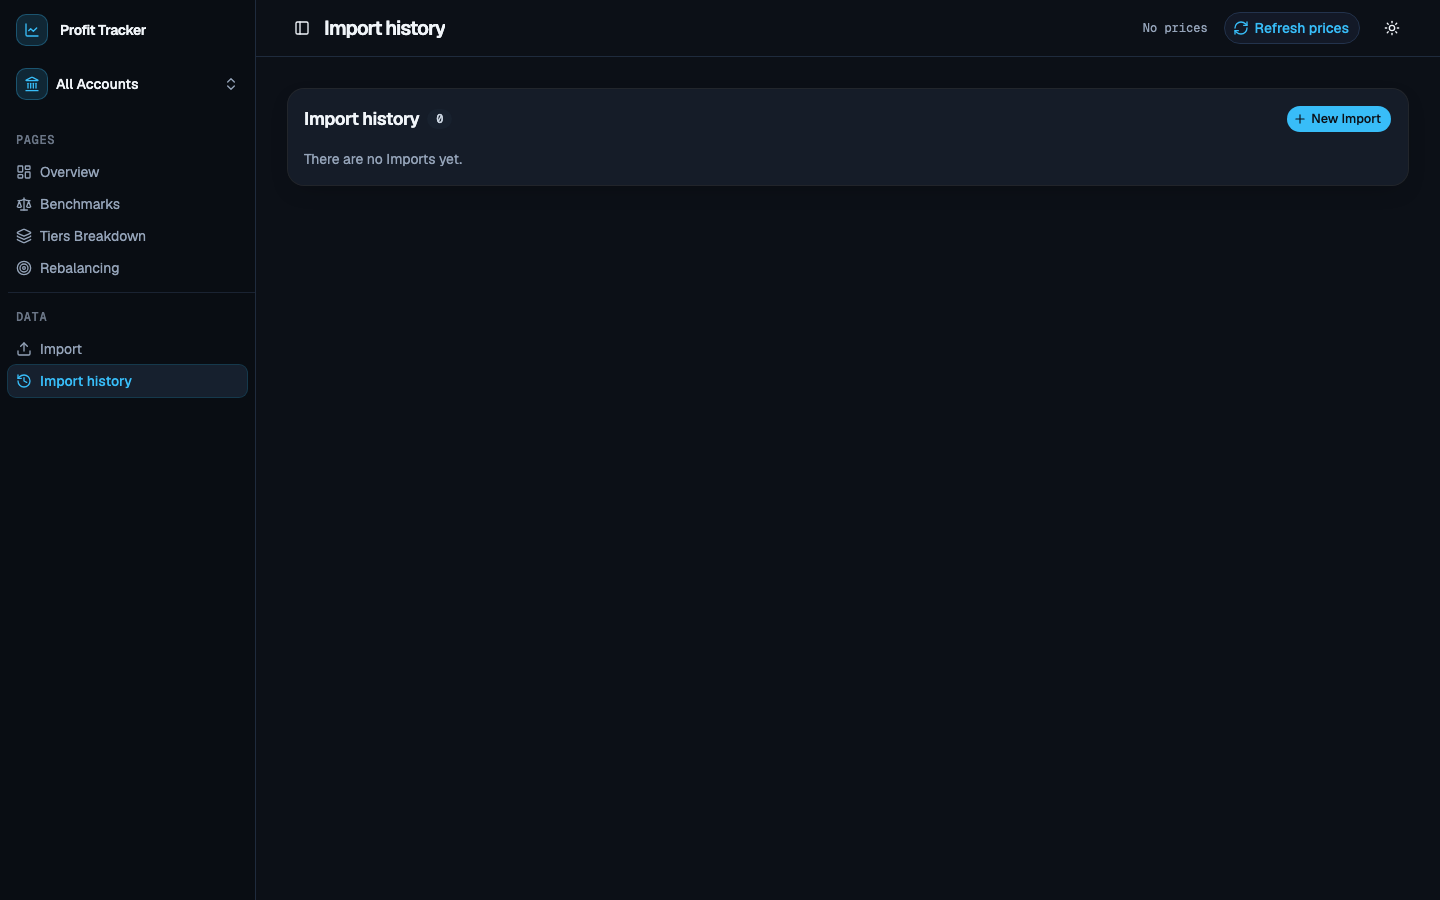 Profit Tracker
All Accounts
PAGES
Overview
Benchmarks
Tiers Breakdown
Rebalancing
DATA
Import
Import history
Import history
No prices
Refresh prices
Import history 0
New Import
There are no Imports yet.